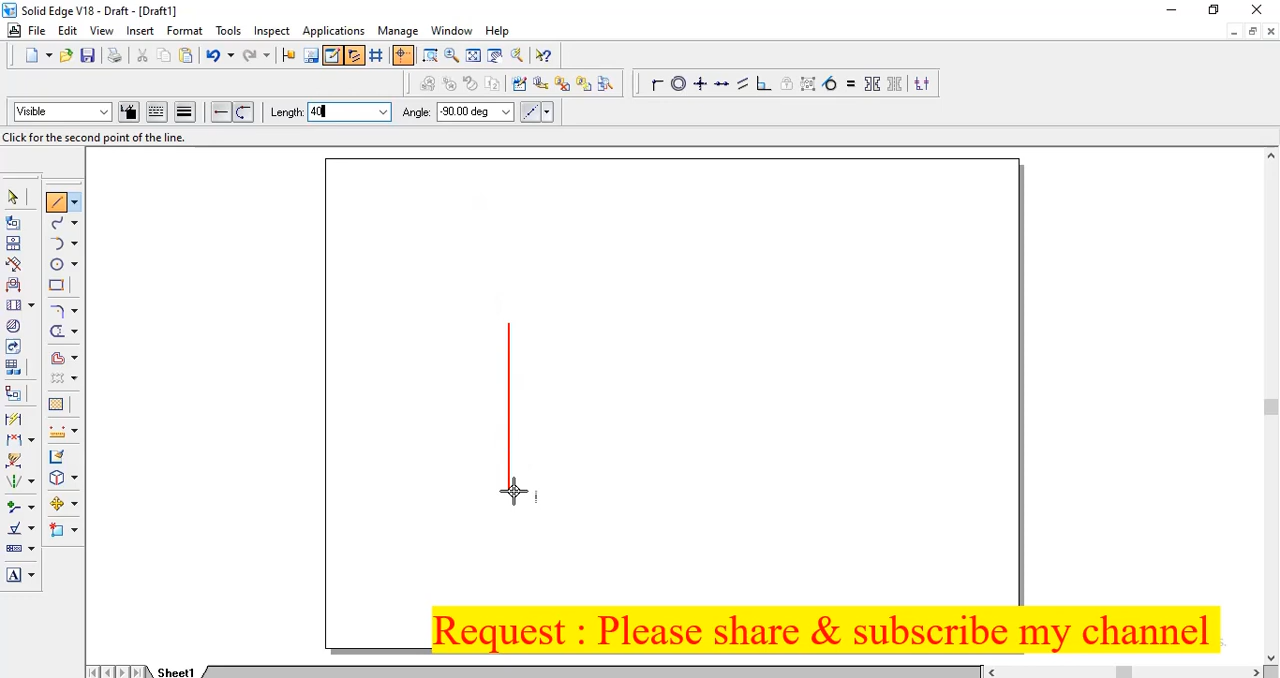 Solid Edge V18 - Draft - [Draft1]
File Edit View Insert Format Tools Inspect Applications Manage Window Help
Visible Length: 40 Angle: -90.00 deg
Click for the second point of the line.
A
Request : Please share & subscribe my channel
Sheet1